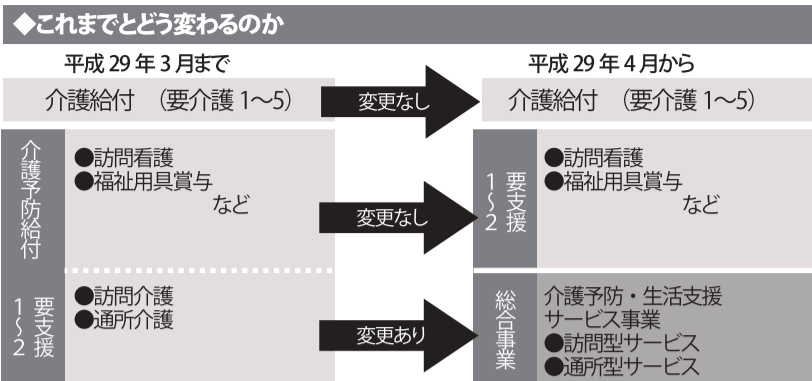 ◆これまでとどう変わるのか
平成29年3月まで
介護給付　（要介護1～5）
変更なし
平成29年4月から
介護給付　（要介護1～5）
介護予防給付
要支援
1～2
●訪問看護
●福祉用具賞与
など
変更なし
要支援
1～2
●訪問看護
●福祉用具賞与
など
●訪問介護
●通所介護
変更あり
総合事業
介護予防・生活支援
サービス事業
●訪問型サービス
●通所型サービス